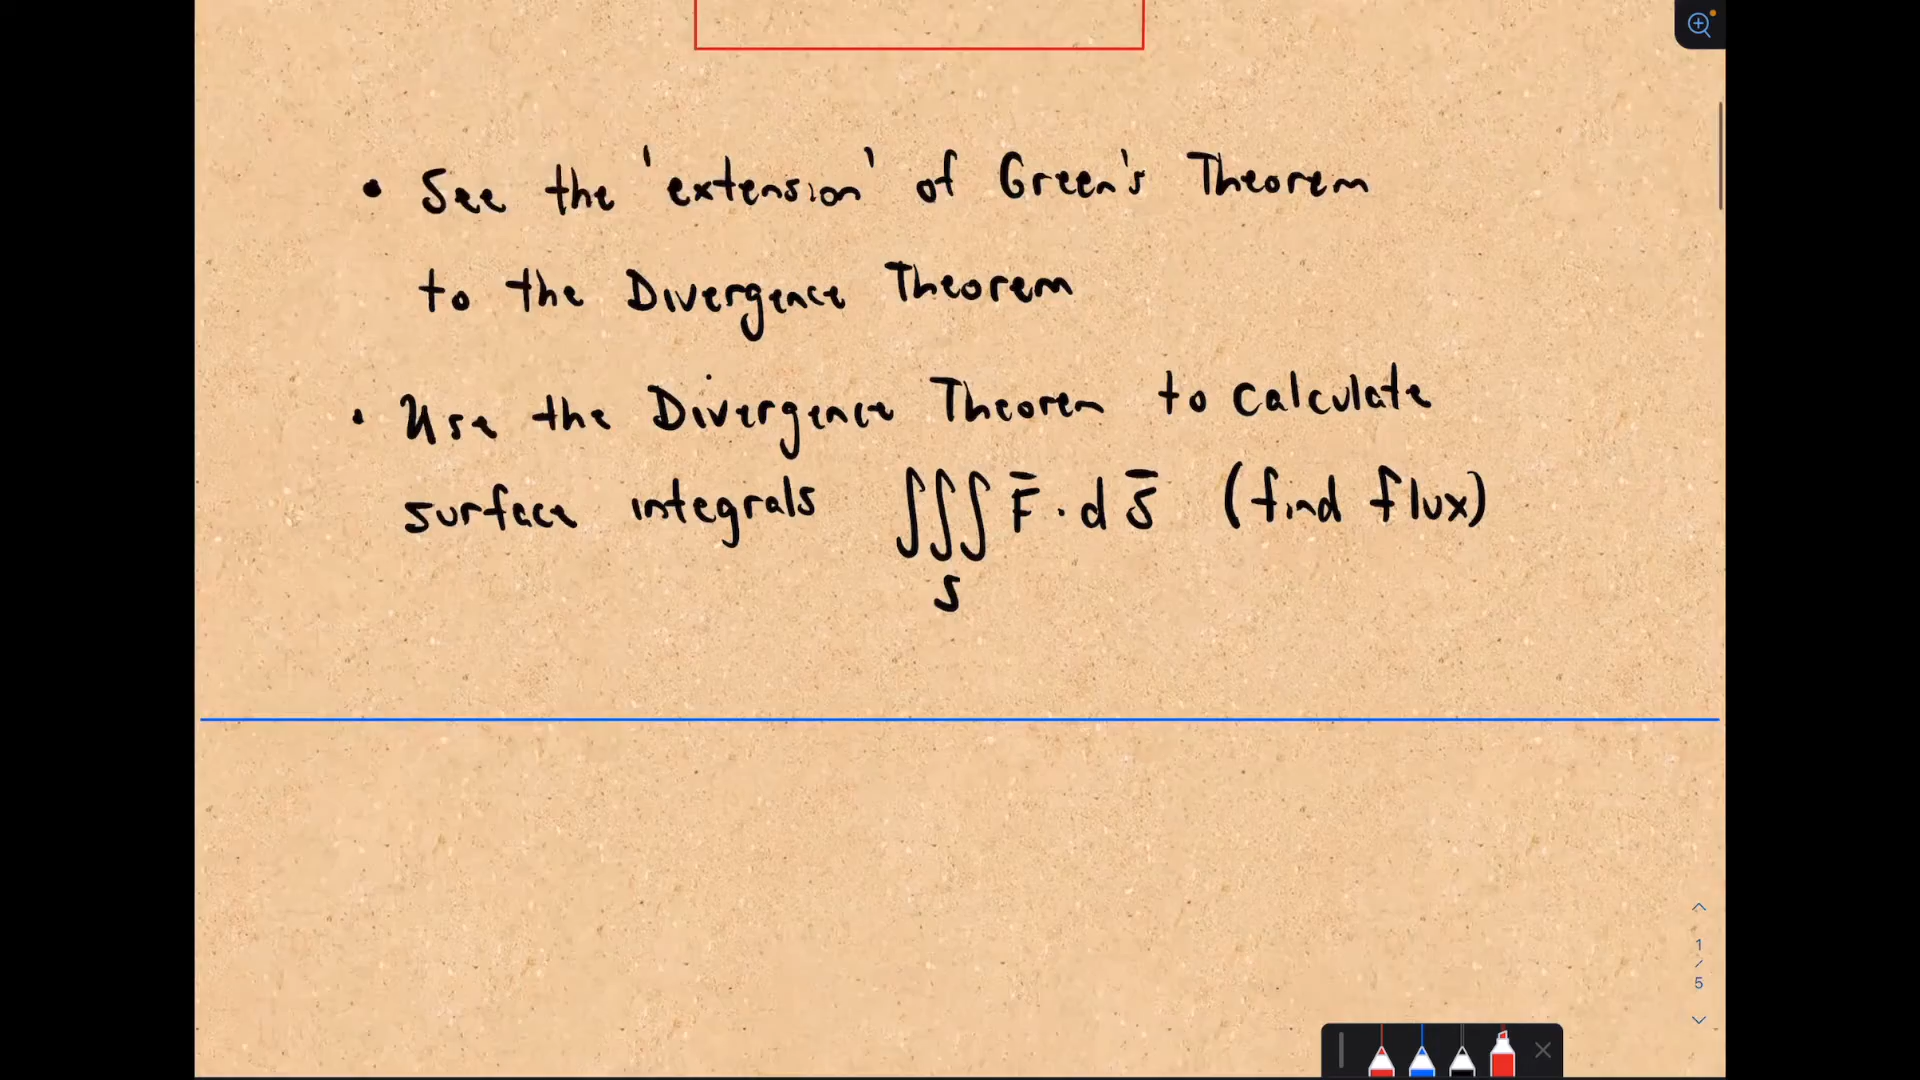 • See the 'extension' of Green's Theorem
to the Divergence Theorem
• Use the Divergence Theorem to calculate
surface integrals ∭_S F̄ · d S̄ (find flux)
1
/
5